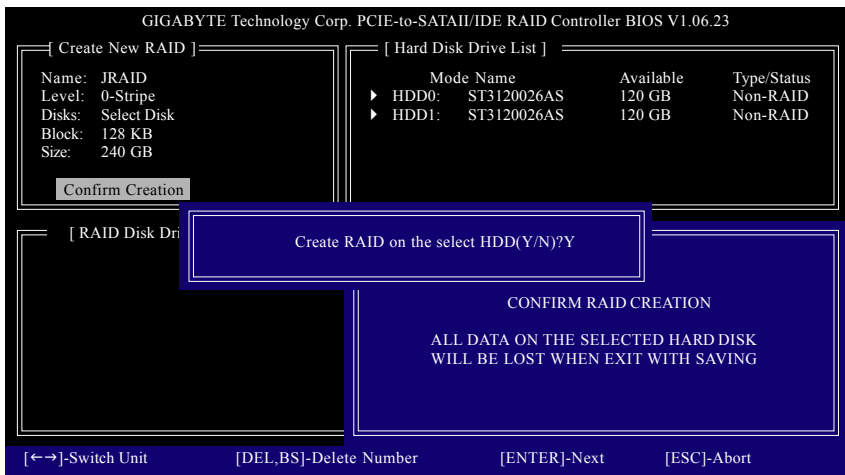 GIGABYTE Technology Corp. PCIE-to-SATAII/IDE RAID Controller BIOS V1.06.23
[ Create New RAID ]
Name: JRAID
Level: 0-Stripe
Disks: Select Disk
Block: 128 KB
Size: 240 GB
Confirm Creation
[ Hard Disk Drive List ]
Mode Name Available Type/Status
HDD0: ST3120026AS 120 GB Non-RAID
HDD1: ST3120026AS 120 GB Non-RAID
[ RAID Disk Dri
Create RAID on the select HDD(Y/N)?Y
CONFIRM RAID CREATION
ALL DATA ON THE SELECTED HARD DISK
WILL BE LOST WHEN EXIT WITH SAVING
[←→]-Switch Unit [DEL,BS]-Delete Number [ENTER]-Next [ESC]-Abort